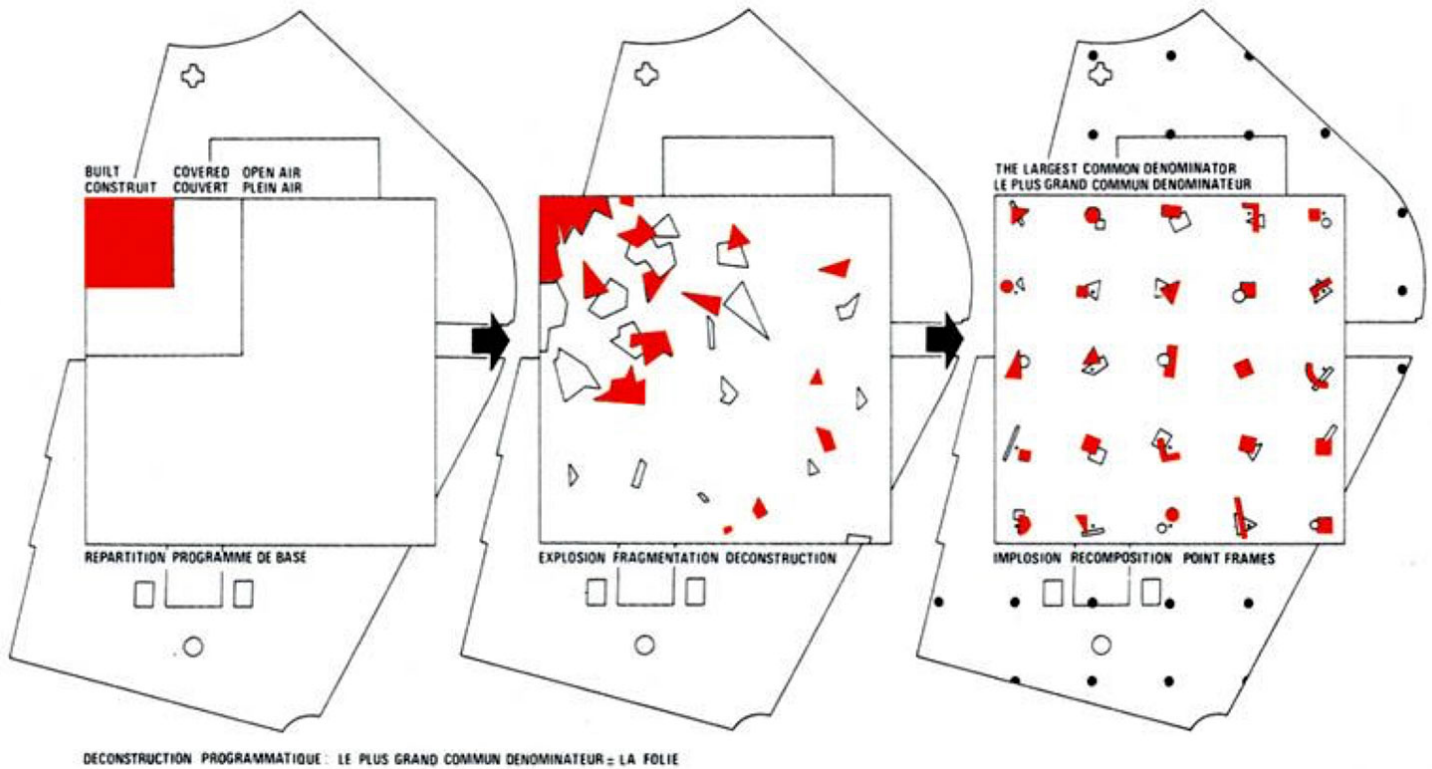 BUILT COVERED OPEN AIR
CONSTRUIT COUVERT PLEIN AIR
REPARTITION PROGRAMME DE BASE
EXPLOSION FRAGMENTATION DECONSTRUCTION
THE LARGEST COMMON DENOMINATOR
LE PLUS GRAND COMMUN DENOMINATEUR
IMPLOSION RECOMPOSITION POINT FRAMES
DECONSTRUCTION PROGRAMMATIQUE: LE PLUS GRAND COMMUN DENOMINATEUR = LA FOLIE